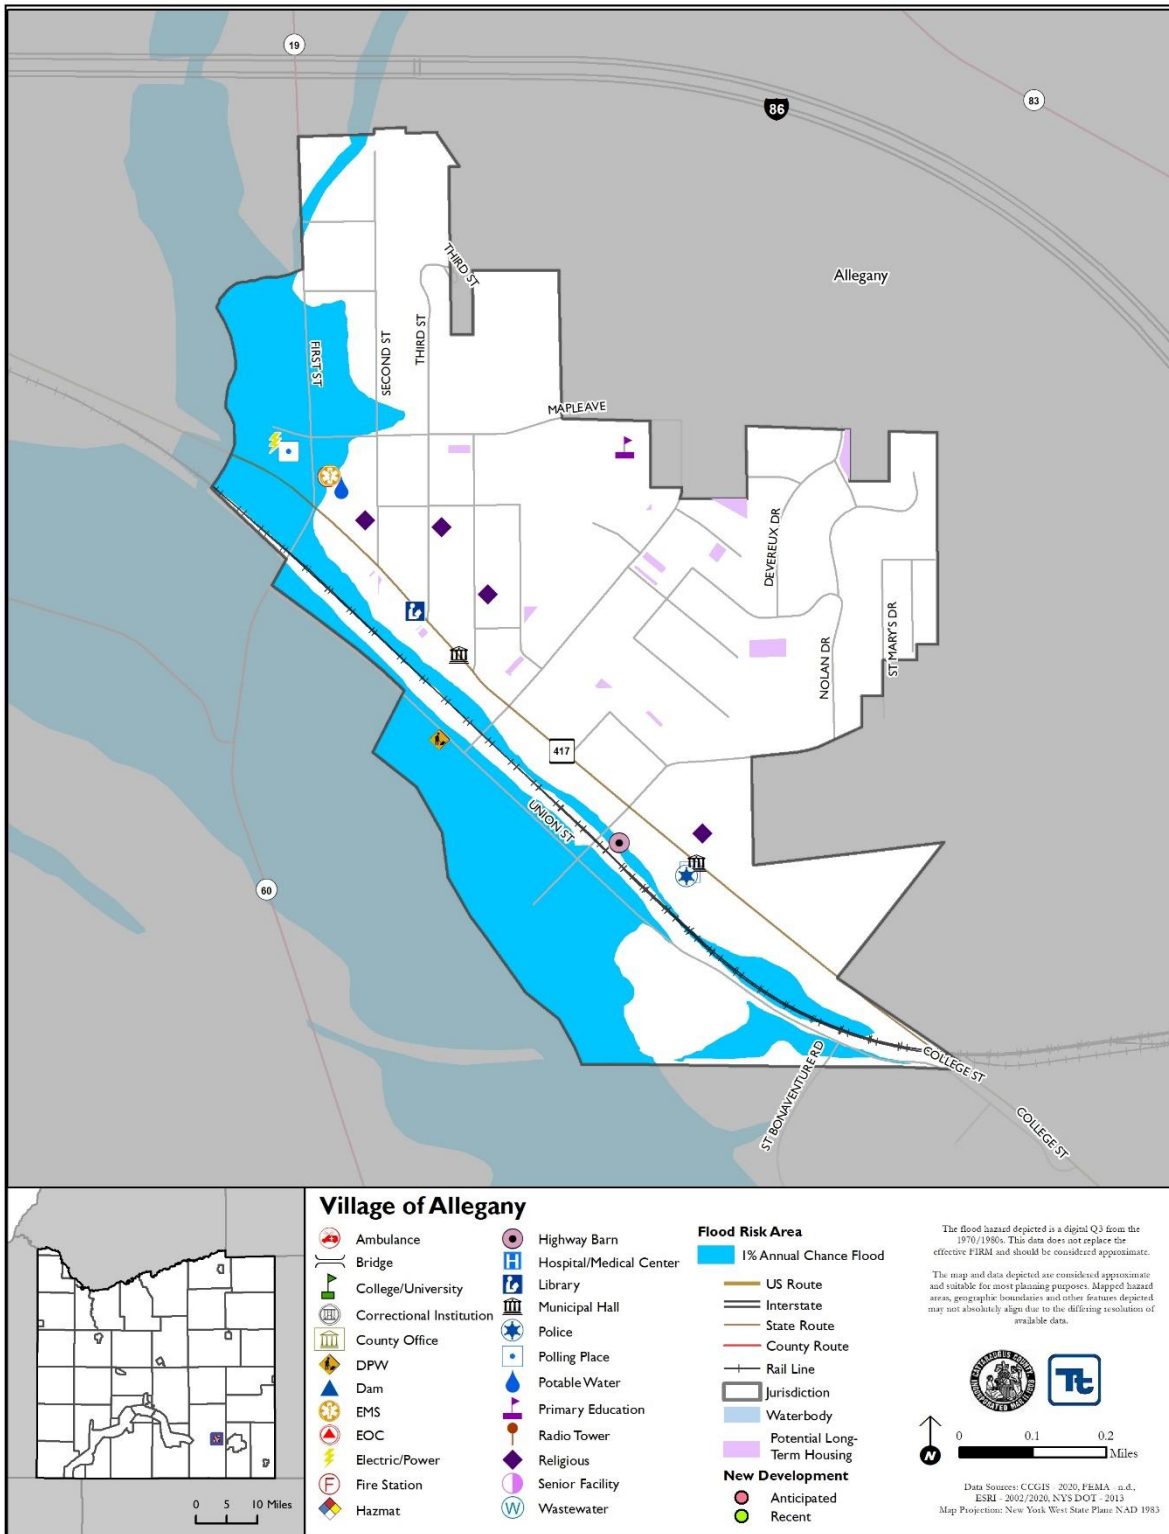 19
86
83
Allegany
THIRD ST
THIRD ST
SECOND ST
FIRST ST
MAPLEAVE
DEVEREUX DR
NOLAN DR
ST MARY'S DR
417
UNION ST
60
ST BONAVENTURE RD
COLLEGE ST
COLLEGE ST
0 5 10 Miles
Village of Allegany
Ambulance
Bridge
College/University
Correctional Institution
County Office
DPW
Dam
EMS
EOC
Electric/Power
F Fire Station
Hazmat
Highway Barn
H Hospital/Medical Center
Library
Municipal Hall
Police
Polling Place
Potable Water
Primary Education
Radio Tower
Religious
Senior Facility
W Wastewater
Flood Risk Area
1% Annual Chance Flood
US Route
Interstate
State Route
County Route
Rail Line
Jurisdiction
Waterbody
Potential Long-
Term Housing
New Development
Anticipated
Recent
The flood hazard depicted is a digital Q3 from the
1970/1980s. This data does not replace the
effective FIRM and should be considered approximate.
The map and data depicted are considered approximate
and suitable for most planning purposes. Mapped hazard
areas, geographic boundaries and other features depicted
may not absolutely align due to the differing resolution of
available data.
Tt
N
0 0.1 0.2
Miles
Data Sources: CCGIS - 2020, FEMA - n.d.,
ESRI - 2002/2020, NYS DOT - 2013
Map Projection: New York West State Plane NAD 1983